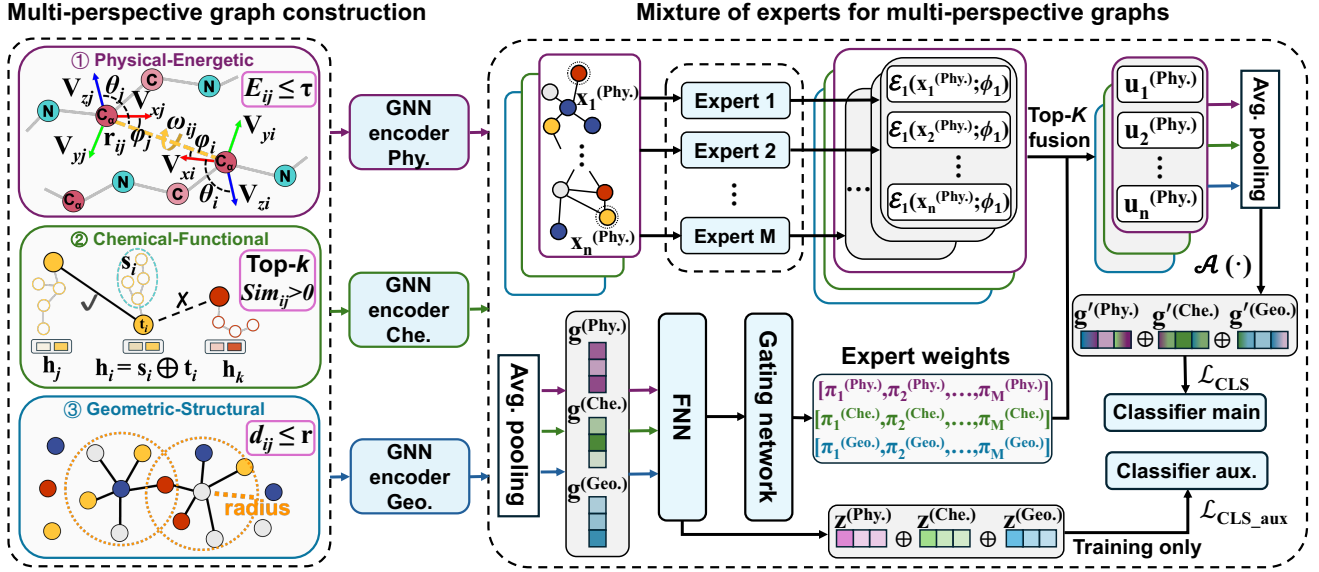 Multi-perspective graph construction
① Physical-Energetic
E_ij ≤ τ
V_zj θ_j V_xj φ_j r_ij V_yj ω_ij φ_i V_yi V_xi θ_i V_zi
N C N C_α N C_α N C C_α N
② Chemical-Functional
Top-k
Sim_ij>0
s_i
t_i
✓ ✗
h_j h_i = s_i ⊕ t_i h_k
③ Geometric-Structural
d_ij ≤ r
radius
GNN
encoder
Phy.
GNN
encoder
Che.
GNN
encoder
Geo.
Mixture of experts for multi-perspective graphs
x_1^(Phy.)
⋯
x_n^(Phy.)
Expert 1
Expert 2
⋮
Expert M
ℰ_1(x_1^(Phy.);ϕ_1)
ℰ_1(x_2^(Phy.);ϕ_1)
⋮
ℰ_1(x_n^(Phy.);ϕ_1)
...
Top-K
fusion
u_1^(Phy.)
u_2^(Phy.)
⋮
u_n^(Phy.)
Avg. pooling
𝒜 (·)
g'^(Phy.) ⊕ g'^(Che.) ⊕ g'^(Geo.)
ℒ_CLS
Classifier main
Avg. pooling
g^(Phy.)
g^(Che.)
g^(Geo.)
FNN
Gating network
Expert weights
[π_1^(Phy.),π_2^(Phy.),…,π_M^(Phy.)]
[π_1^(Che.),π_2^(Che.),…,π_M^(Che.)]
[π_1^(Geo.),π_2^(Geo.),…,π_M^(Geo.)]
z^(Phy.) ⊕ z^(Che.) ⊕ z^(Geo.)
Classifier aux.
ℒ_CLS_aux
Training only